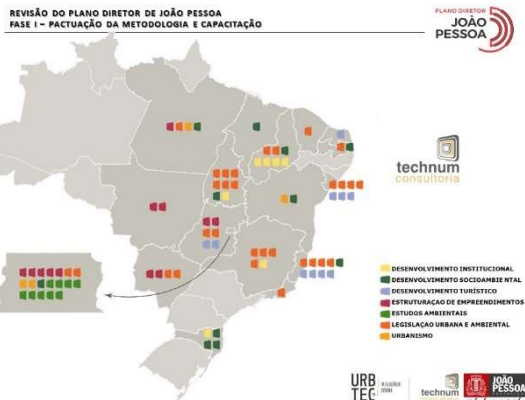 REVISÃO DO PLANO DIRETOR DE JOÃO PESSOA
FASE I – PACTUAÇÃO DA METODOLOGIA E CAPACITAÇÃO
PLANO DIRETOR
JOÃO
PESSOA
technum
consultoria
DESENVOLVIMENTO INSTITUCIONAL
DESENVOLVIMENTO SOCIOAMBIE NTAL
DESENVOLVIMENTO TURÍSTICO
ESTRUTURAÇÃO DE EMPREENDIMENTOS
ESTUDOS AMBIENTAIS
LEGISLAÇAO URBANA E AMBIENTAL
URBANISMO
URB
TEC
technum
JOÃO
PESSOA